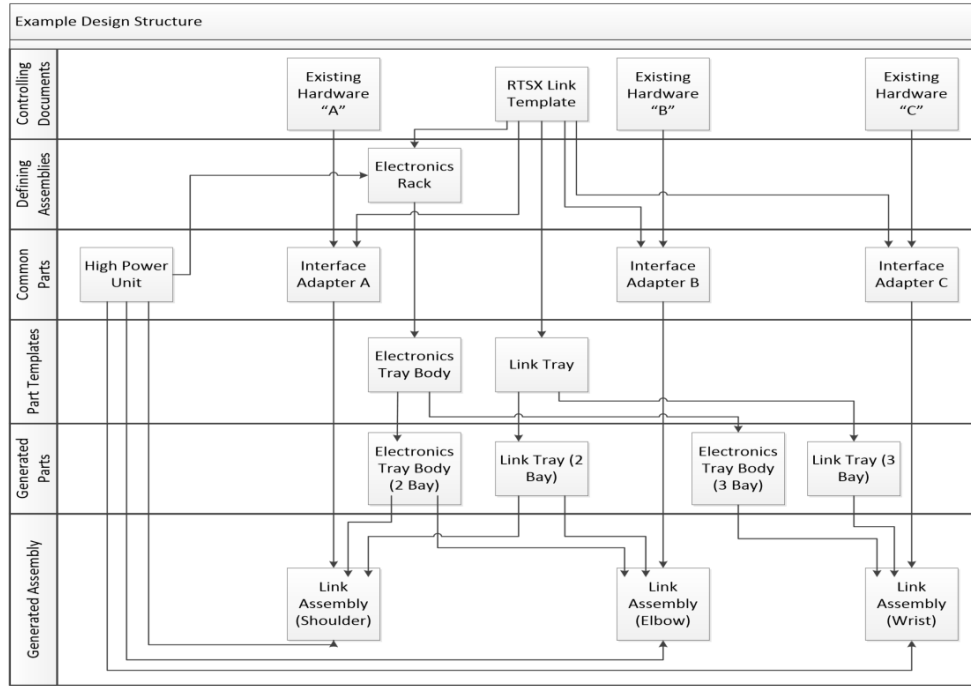 Example Design Structure
Controlling
Documents
Existing
Hardware
“A”
RTSX Link
Template
Existing
Hardware
“B”
Existing
Hardware
“C”
Defining
Assemblies
Electronics
Rack
Common
Parts
High Power
Unit
Interface
Adapter A
Interface
Adapter B
Interface
Adapter C
Part Templates
Electronics
Tray Body
Link Tray
Generated
Parts
Electronics
Tray Body
(2 Bay)
Link Tray (2
Bay)
Electronics
Tray Body
(3 Bay)
Link Tray (3
Bay)
Generated Assembly
Link
Assembly
(Shoulder)
Link
Assembly
(Elbow)
Link
Assembly
(Wrist)